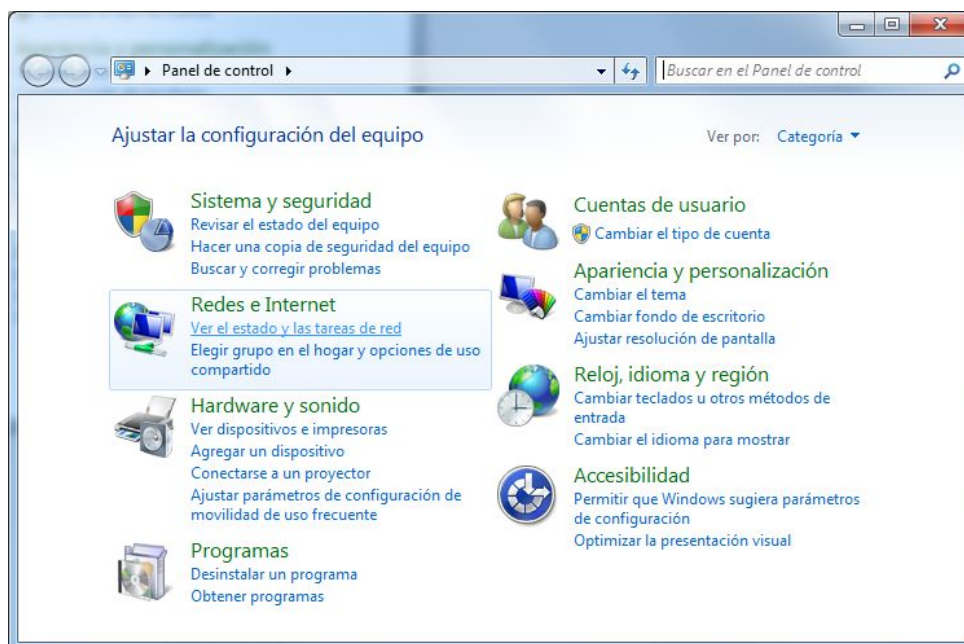 Panel de control
Buscar en el Panel de control
Ajustar la configuración del equipo
Ver por: Categoría
Sistema y seguridad
Revisar el estado del equipo
Hacer una copia de seguridad del equipo
Buscar y corregir problemas
Redes e Internet
Ver el estado y las tareas de red
Elegir grupo en el hogar y opciones de uso
compartido
Hardware y sonido
Ver dispositivos e impresoras
Agregar un dispositivo
Conectarse a un proyector
Ajustar parámetros de configuración de
movilidad de uso frecuente
Programas
Desinstalar un programa
Obtener programas
Cuentas de usuario
Cambiar el tipo de cuenta
Apariencia y personalización
Cambiar el tema
Cambiar fondo de escritorio
Ajustar resolución de pantalla
Reloj, idioma y región
Cambiar teclados u otros métodos de
entrada
Cambiar el idioma para mostrar
Accesibilidad
Permitir que Windows sugiera parámetros
de configuración
Optimizar la presentación visual